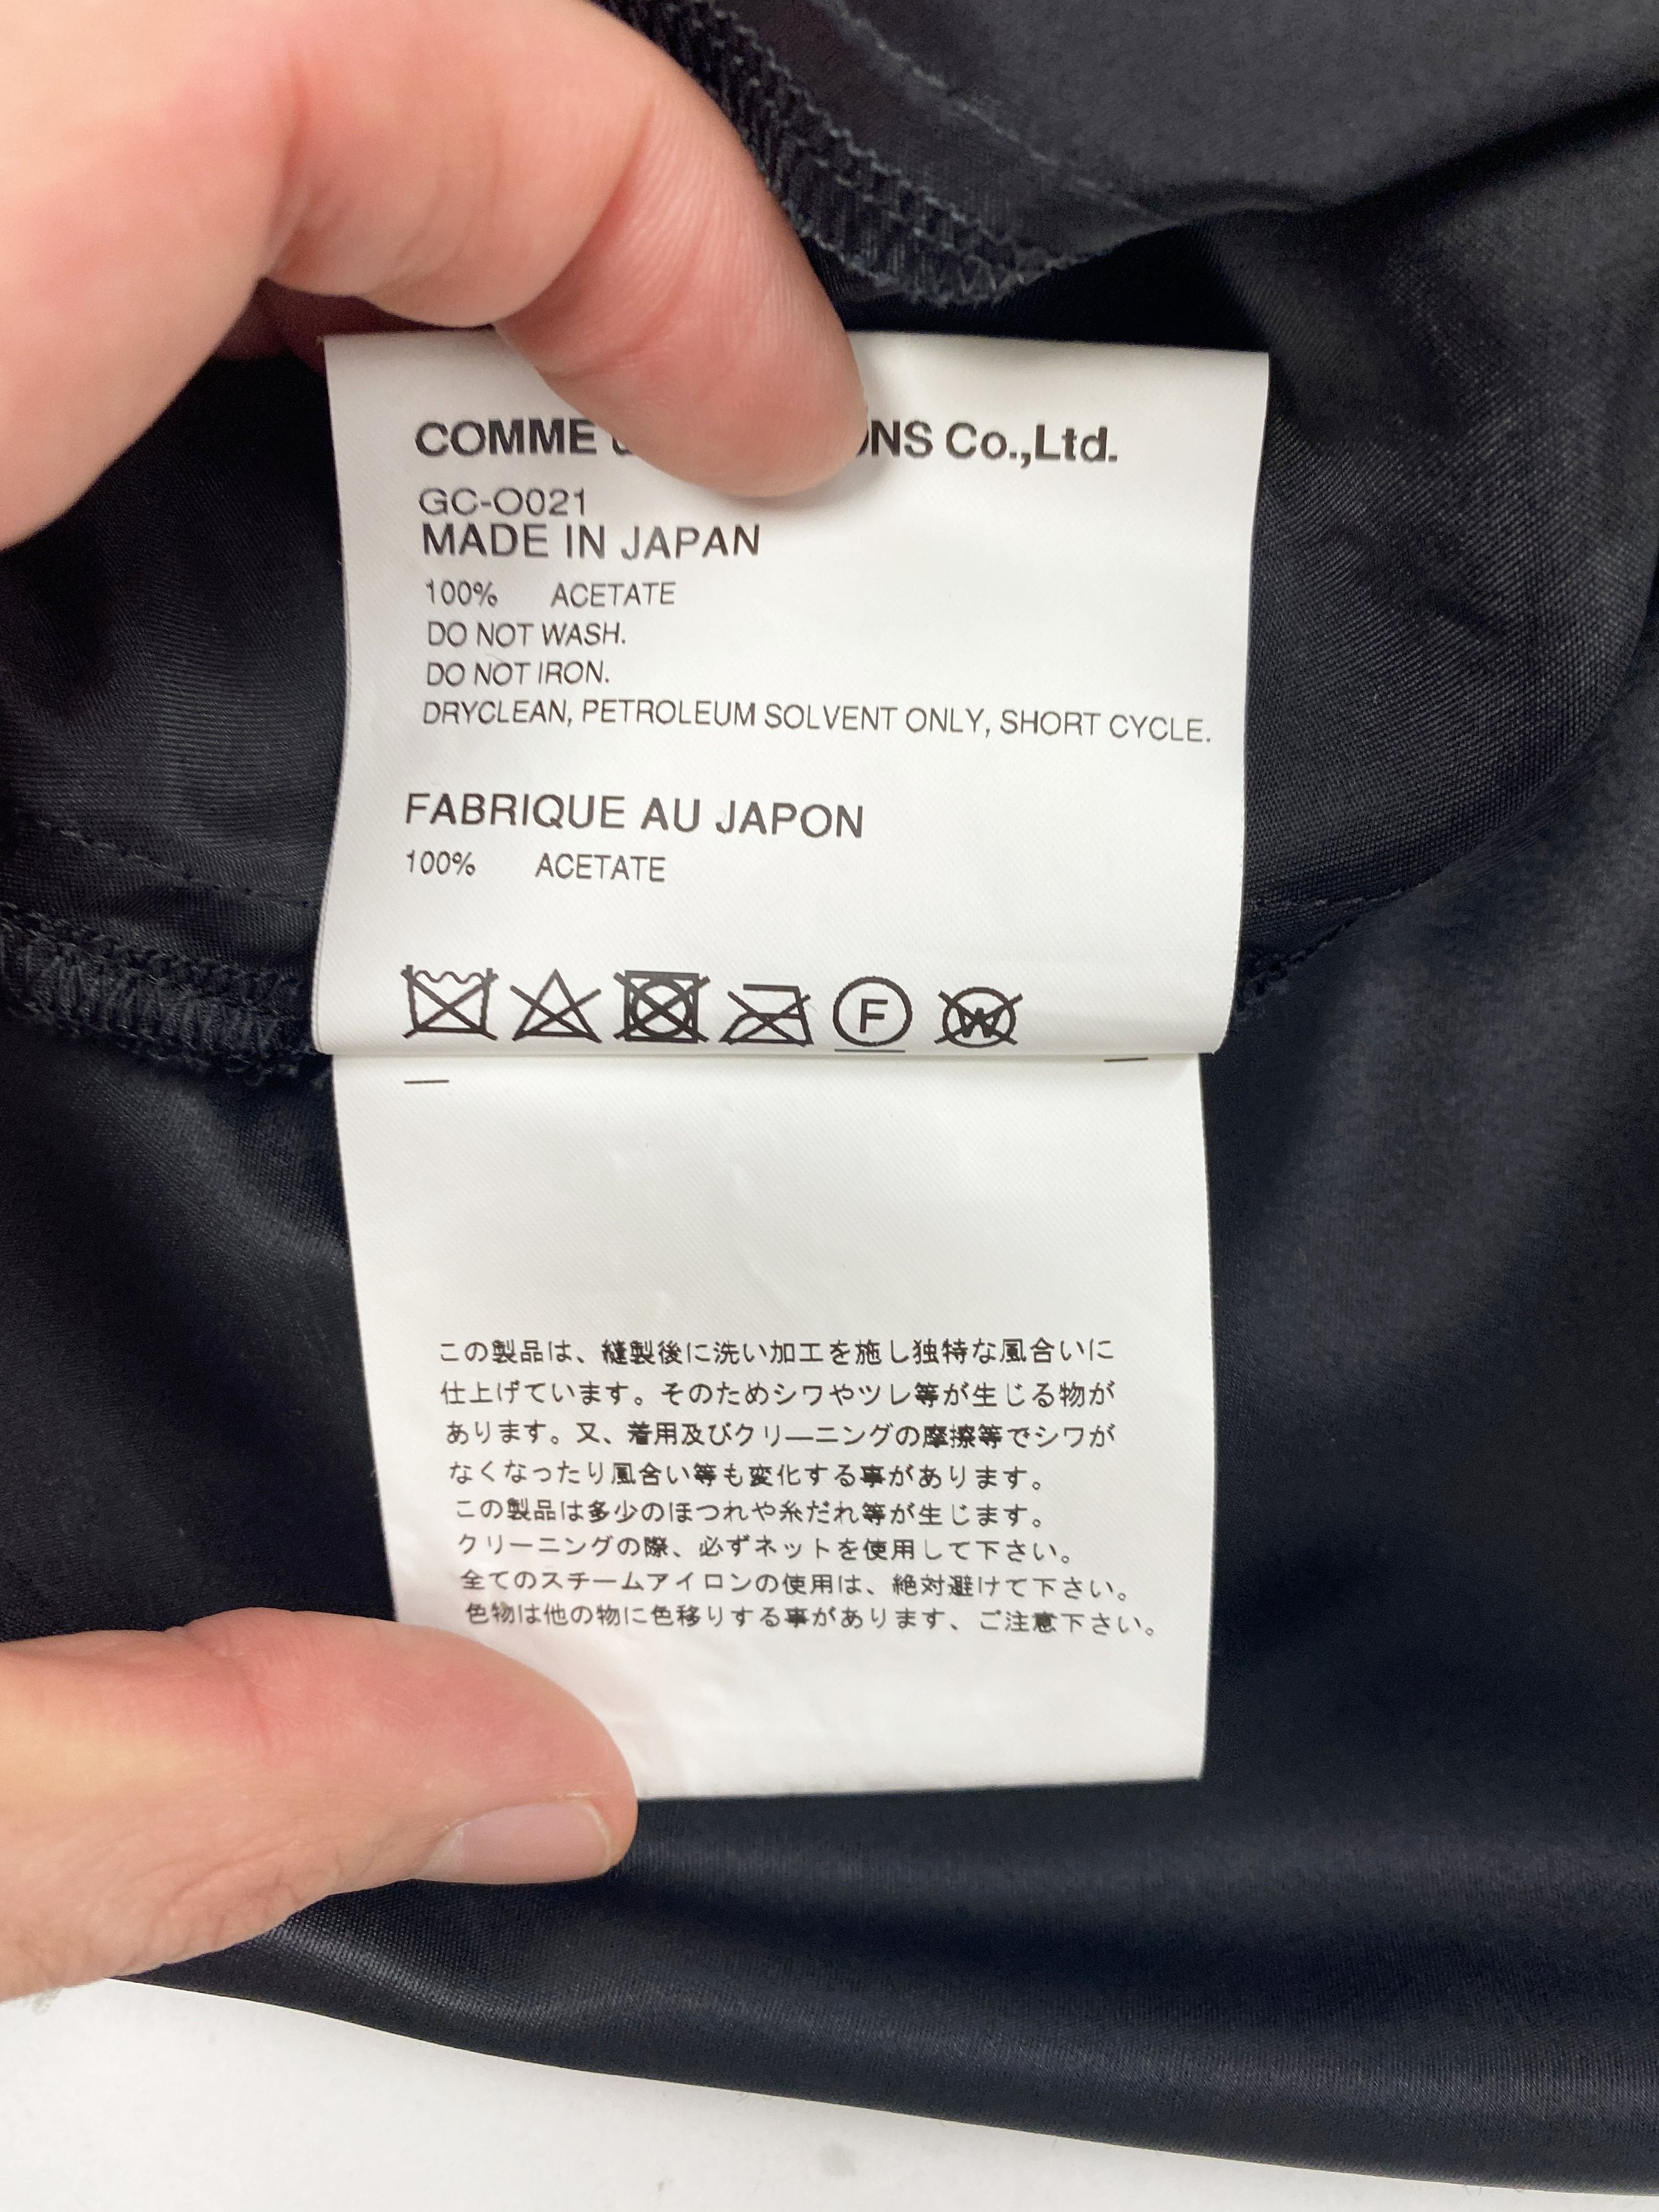 COMME NS Co.,Ltd.
GC-O021
MADE IN JAPAN
100% ACETATE
DO NOT WASH.
DO NOT IRON.
DRYCLEAN, PETROLEUM SOLVENT ONLY, SHORT CYCLE.
FABRIQUE AU JAPON
100% ACETATE
F W
この製品は、縫製後に洗い加工を施し独特な風合いに
仕上げています。そのためシワやツレ等が生じる物が
あります。又、着用及びクリーニングの摩擦等でシワが
なくなったり風合い等も変化する事があります。
この製品は多少のほつれや糸だれ等が生じます。
クリーニングの際、必ずネットを使用して下さい。
全てのスチームアイロンの使用は、絶対避けて下さい。
色物は他の物に色移りする事があります、ご注意下さい。